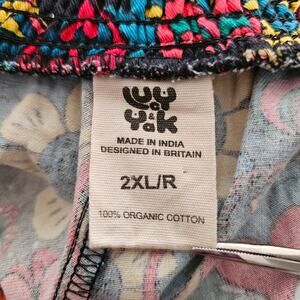 Lucy
&
Yak
MADE IN INDIA
DESIGNED IN BRITAIN
2XL/R
100% ORGANIC COTTON